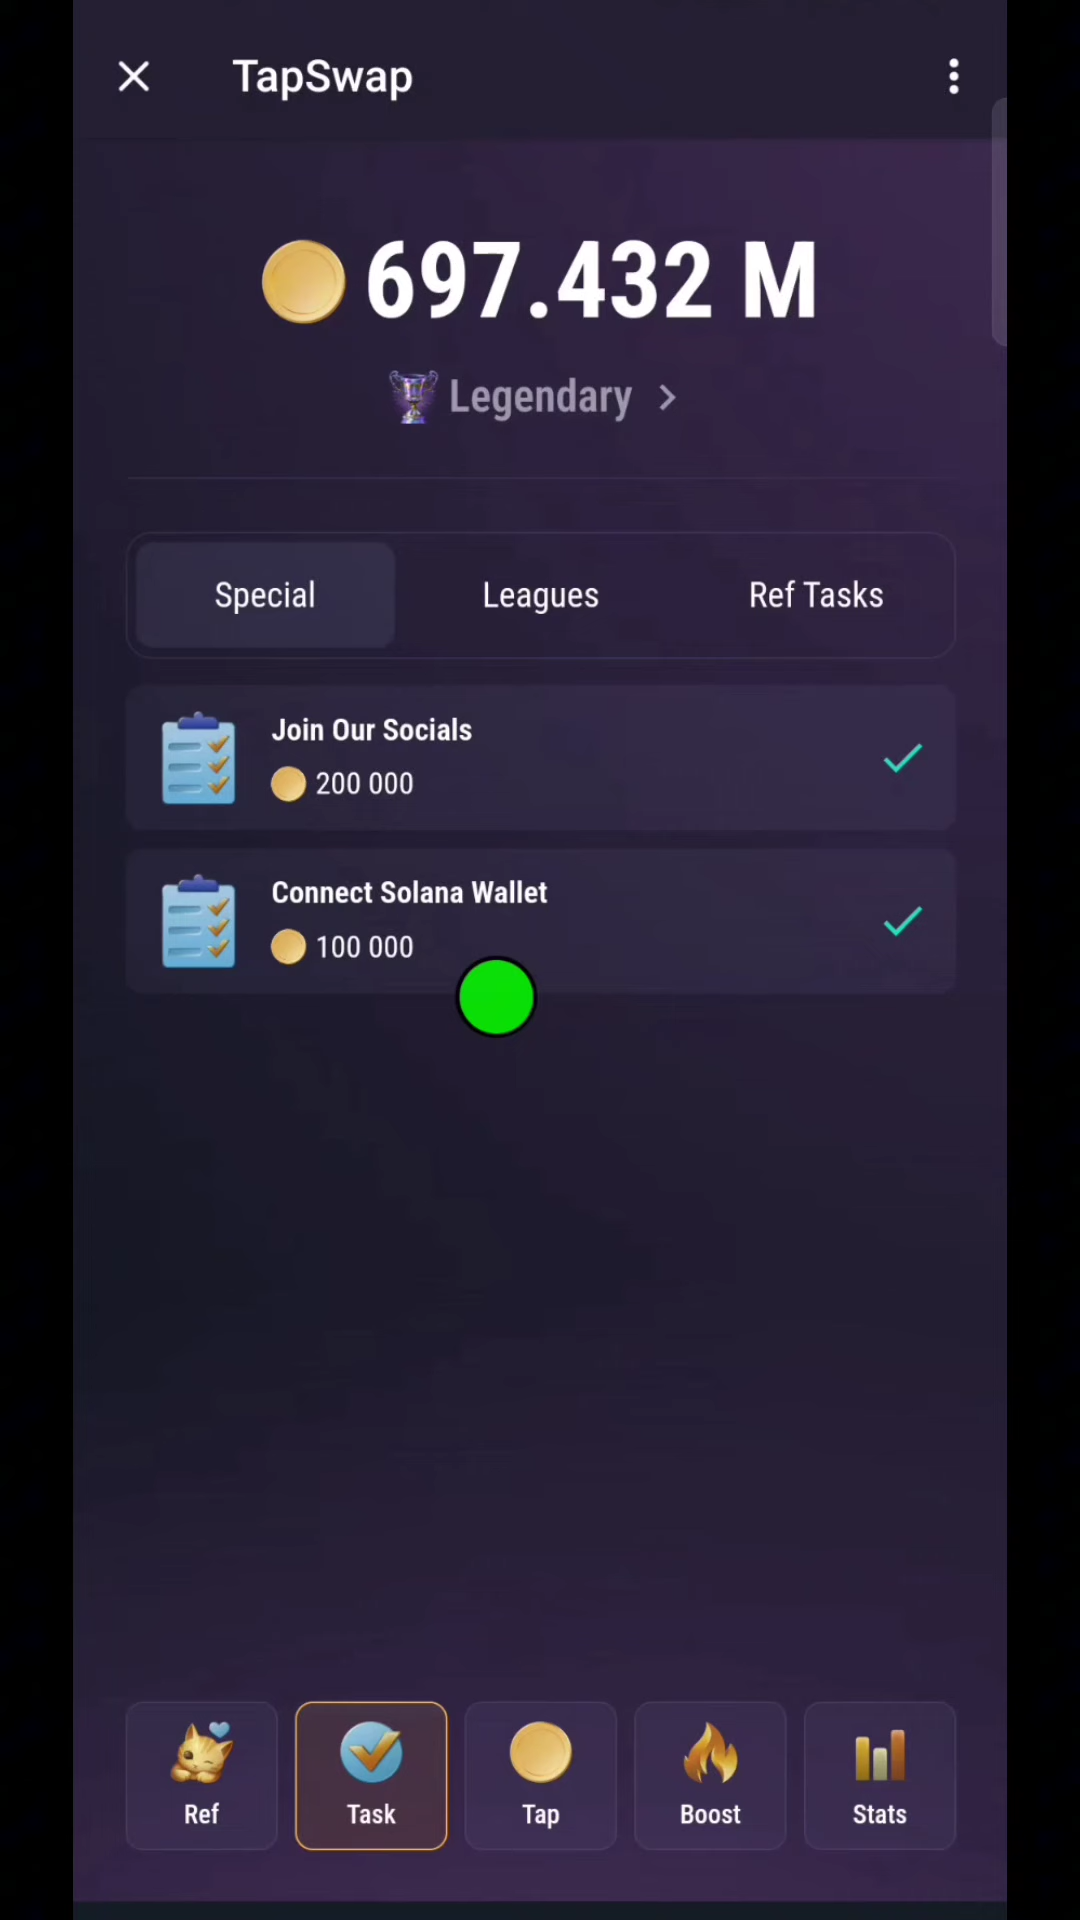 TapSwap
697.432 M
Legendary
Special
Leagues
Ref Tasks
Join Our Socials
200 000
Connect Solana Wallet
100 000
Ref
Task
Tap
Boost
Stats